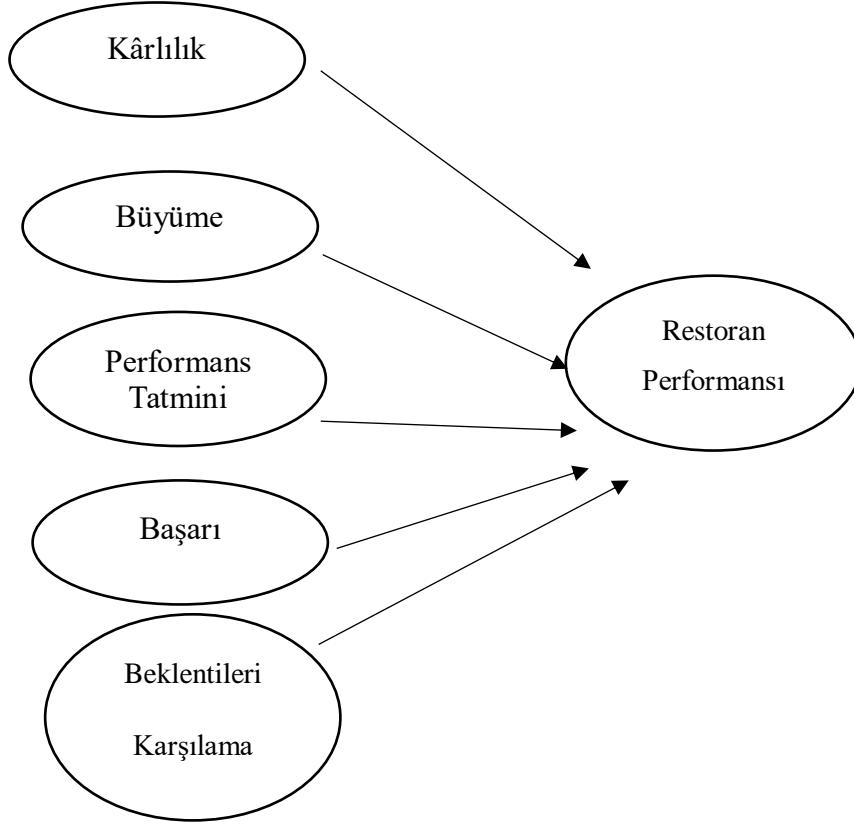 Kârlılık
Büyüme
Performans
Tatmini
Başarı
Beklentileri
Karşılama
Restoran
Performansı